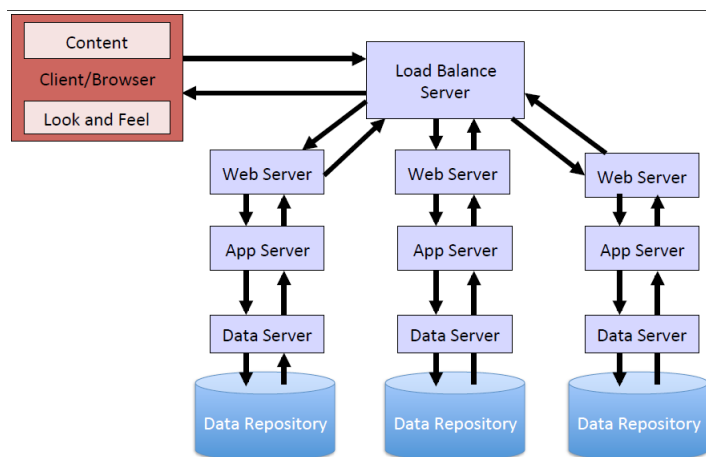 Content
Client/Browser
Look and Feel
Load Balance
Server
Web Server
Web Server
Web Server
App Server
App Server
App Server
Data Server
Data Server
Data Server
Data Repository
Data Repository
Data Repository